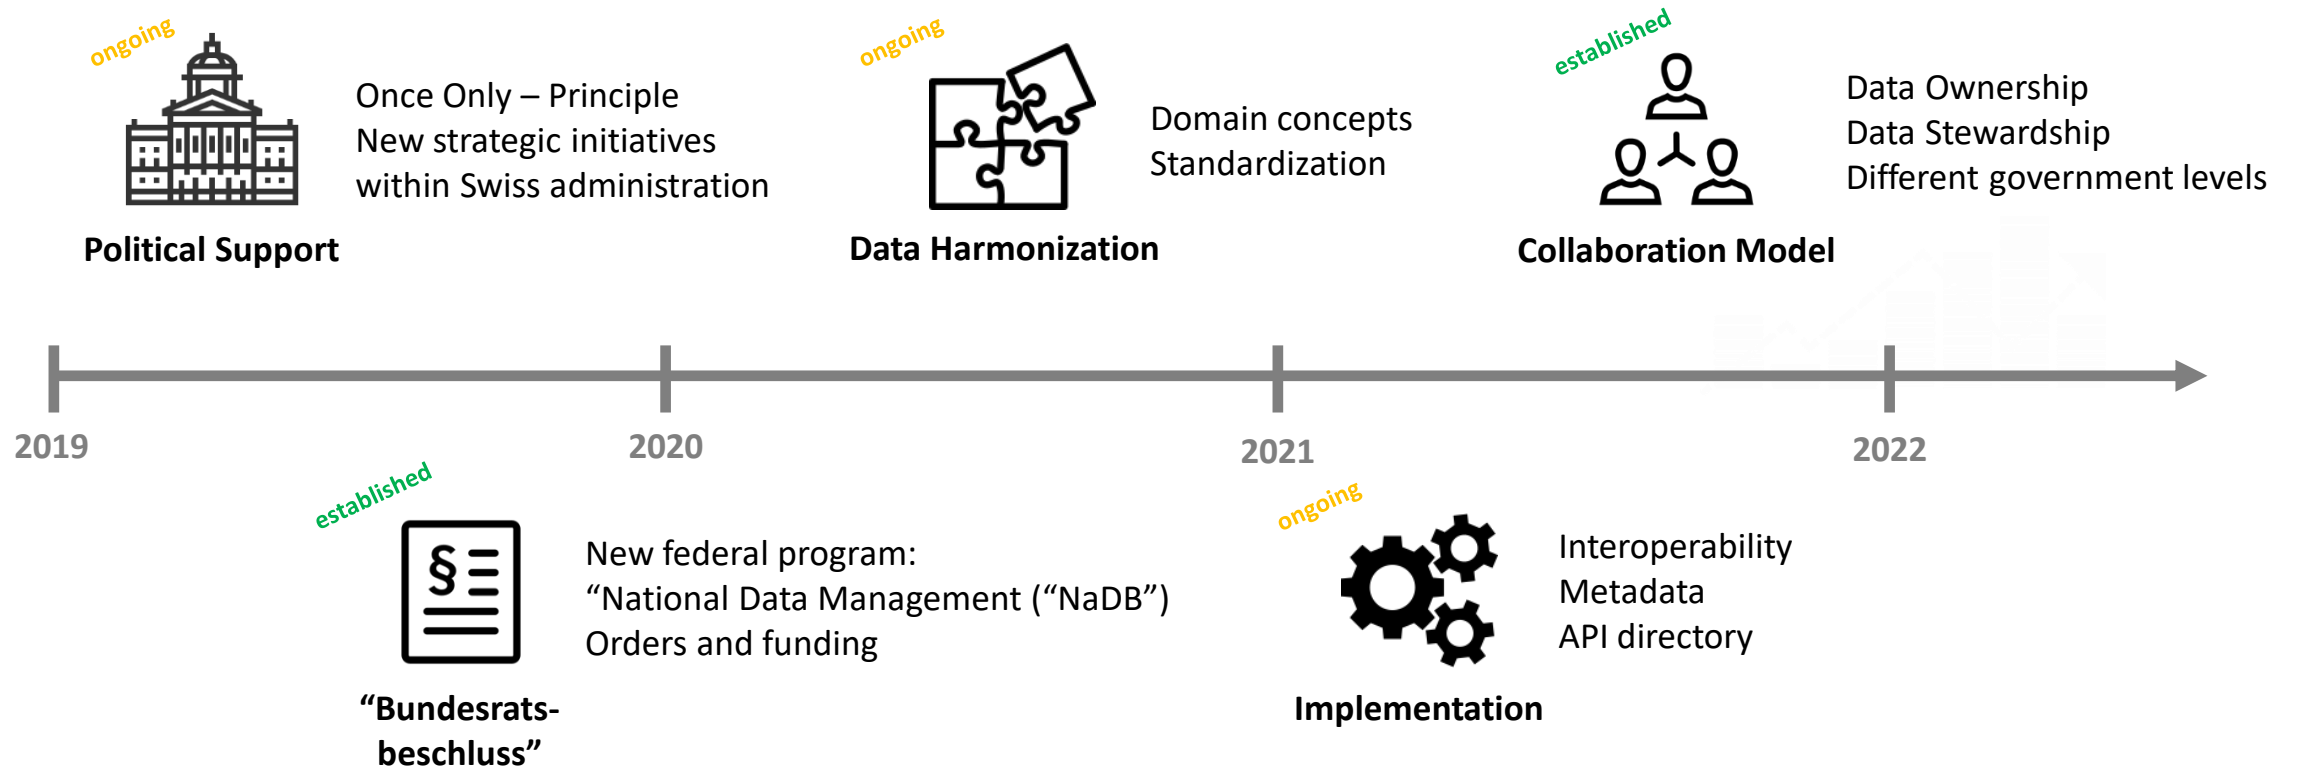 ongoing
Once Only – Principle
New strategic initiatives
within Swiss administration
Political Support
ongoing
Domain concepts
Standardization
Data Harmonization
established
Data Ownership
Data Stewardship
Different government levels
Collaboration Model
2019
2020
2021
2022
established
§
New federal program:
“National Data Management (“NaDB”)
Orders and funding
“Bundesrats-
beschluss”
ongoing
Interoperability
Metadata
API directory
Implementation